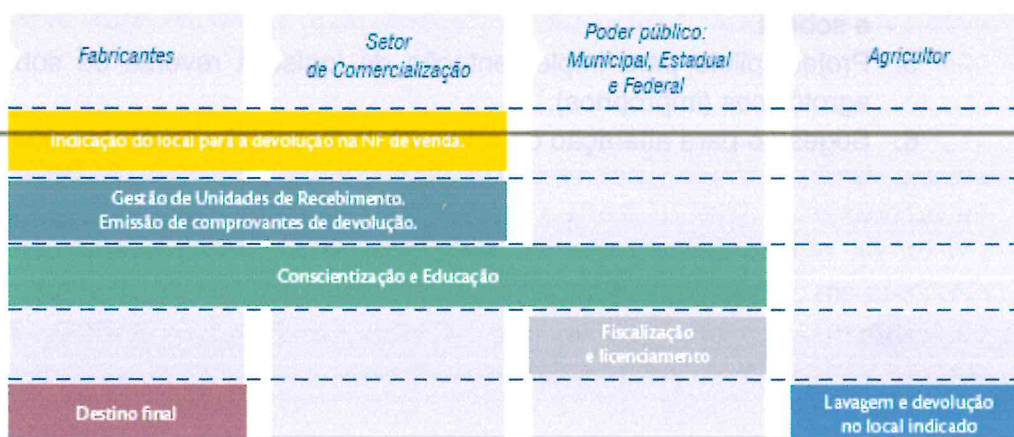 Fabricantes
Setor
de Comercialização
Poder público:
Municipal, Estadual
e Federal
Agricultor
Indicação do local para a devolução na NF de venda.
Gestão de Unidades de Recebimento.
Emissão de comprovantes de devolução.
Conscientização e Educação
Fiscalização
e licenciamento
Destino final
Lavagem e devolução
no local indicado